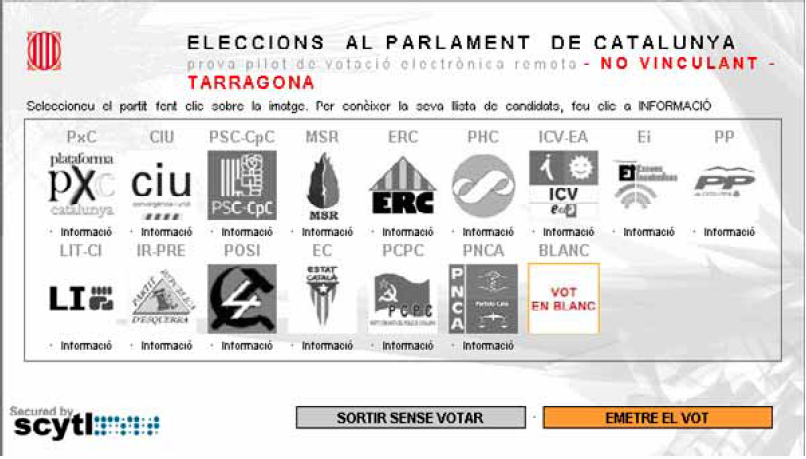 ELECCIONS AL PARLAMENT DE CATALUNYA
prova pilot de votació electrònica remota - NO VINCULANT -
TARRAGONA
Seleccioneu el partit fent clic sobre la imatge. Per conèixer la seva llista de candidats, feu clic a INFORMACIÓ
PxC CIU PSC-CpC MSR ERC PHC ICV-EA Ei PP
plataforma
pxc
catalunya
ciu
PSC-CpC
MSR
ERC
ICV
Ei
PP
· Informació · Informació · Informació · Informació · Informació · Informació · Informació · Informació · Informació
LIT-CI IR-PRE POSI EC PCPC PNCA BLANC
LI
PARTIT REPUBLICÀ
D'ESQUERRA
4
ESTAT
CATALÀ
PCPC
PNCA
VOT
EN BLANC
· Informació · Informació · Informació · Informació · Informació · Informació
Secured by
scytl
SORTIR SENSE VOTAR · EMETRE EL VOT